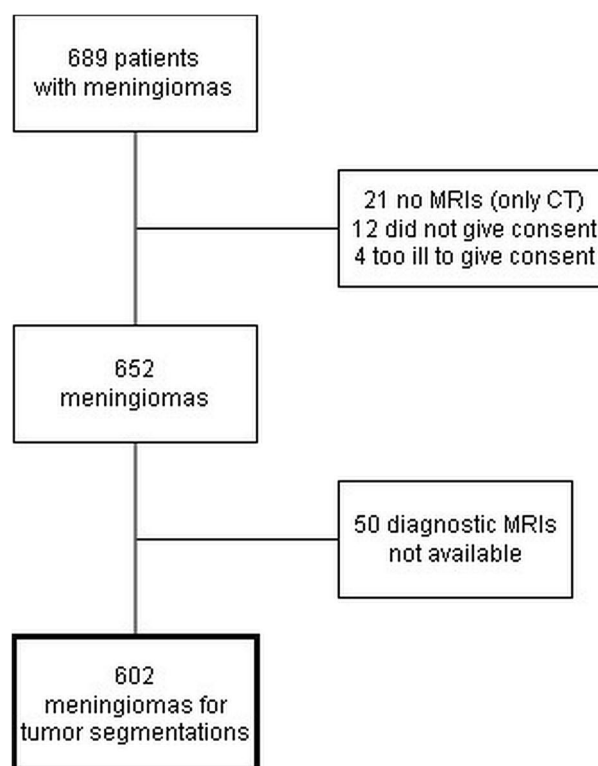 689 patients
with meningiomas
21 no MRIs (only CT)
12 did not give consent
4 too ill to give consent
652
meningiomas
50 diagnostic MRIs
not available
602
meningiomas for
tumor segmentations